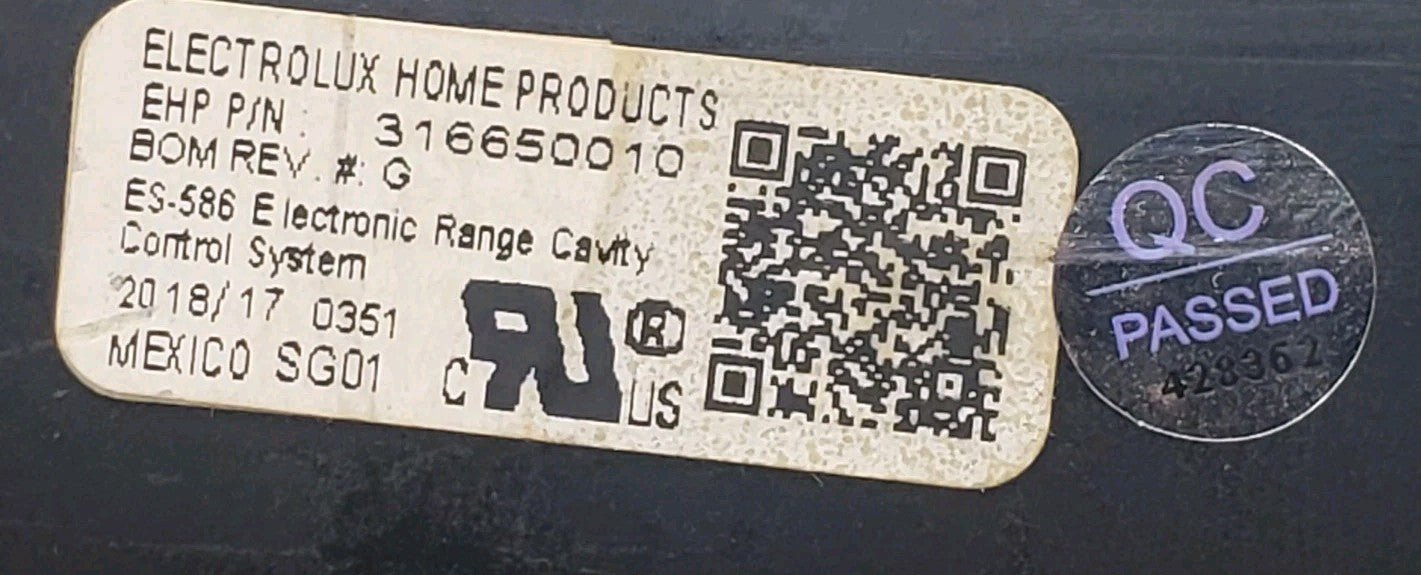 ELECTROLUX HOME PRODUCTS
EHP P/N : 316650010
BOM REV. #: G
ES-586 Electronic Range Cavity
Control System
2018/17 0351
MEXICO SG01
C RU ® US
QC
PASSED
428362